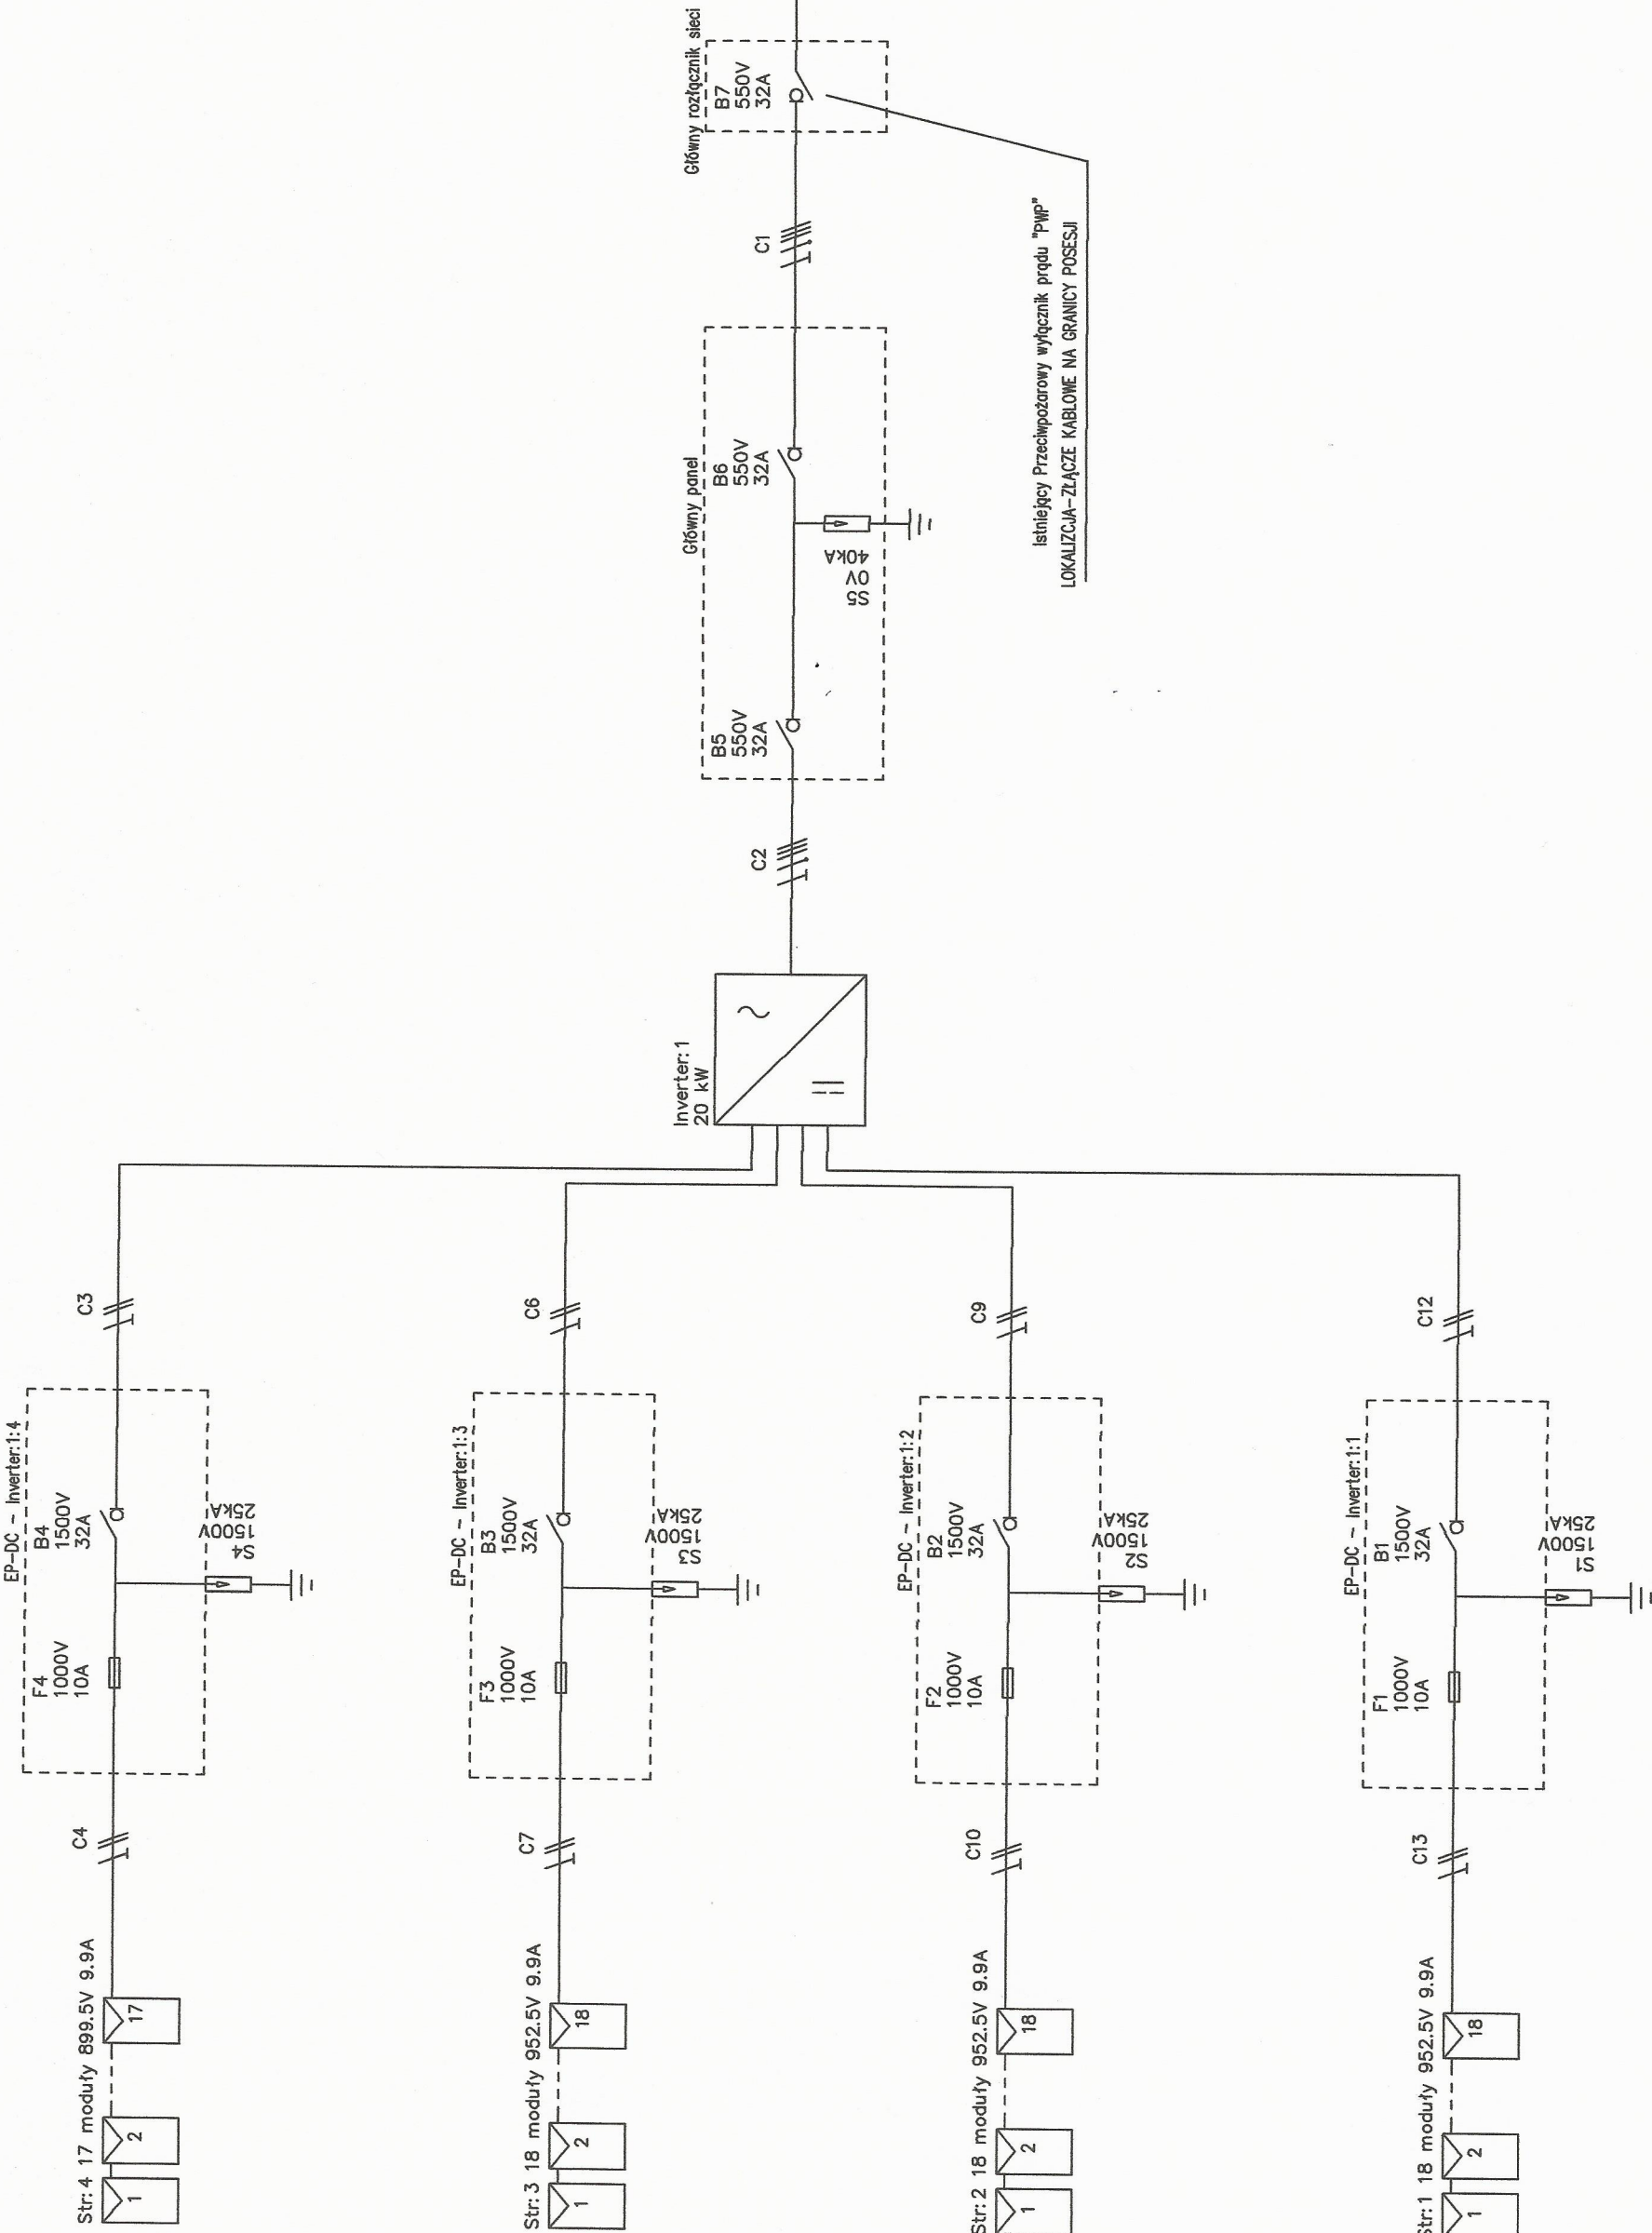 Główny rozłącznik sieci
B7
550V
32A
C1
Istniejący Przeciwpożarowy wyłącznik prądu "PWP"
LOKALIZCJA-ZŁĄCZE KABLOWE NA GRANICY POSESJI
Główny panel
B6
550V
32A
S5
0V
40kA
B5
550V
32A
C2
Inverter:1
20 kW
C3
C6
C9
C12
EP-DC ~ Inverter:1:4
B4
1500V
32A
S4
1500V
25kA
F4
1000V
10A
EP-DC ~ Inverter:1:3
B3
1500V
32A
S3
1500V
25kA
F3
1000V
10A
EP-DC ~ Inverter:1:2
B2
1500V
32A
S2
1500V
25kA
F2
1000V
10A
EP-DC ~ Inverter:1:1
B1
1500V
32A
S1
1500V
25kA
F1
1000V
10A
C4
C7
C10
C13
Str:4 17 moduły 899.5V 9.9A
1
2
17
Str:3 18 moduły 952.5V 9.9A
1
2
18
Str:2 18 moduły 952.5V 9.9A
1
2
18
Str:1 18 moduły 952.5V 9.9A
1
2
18